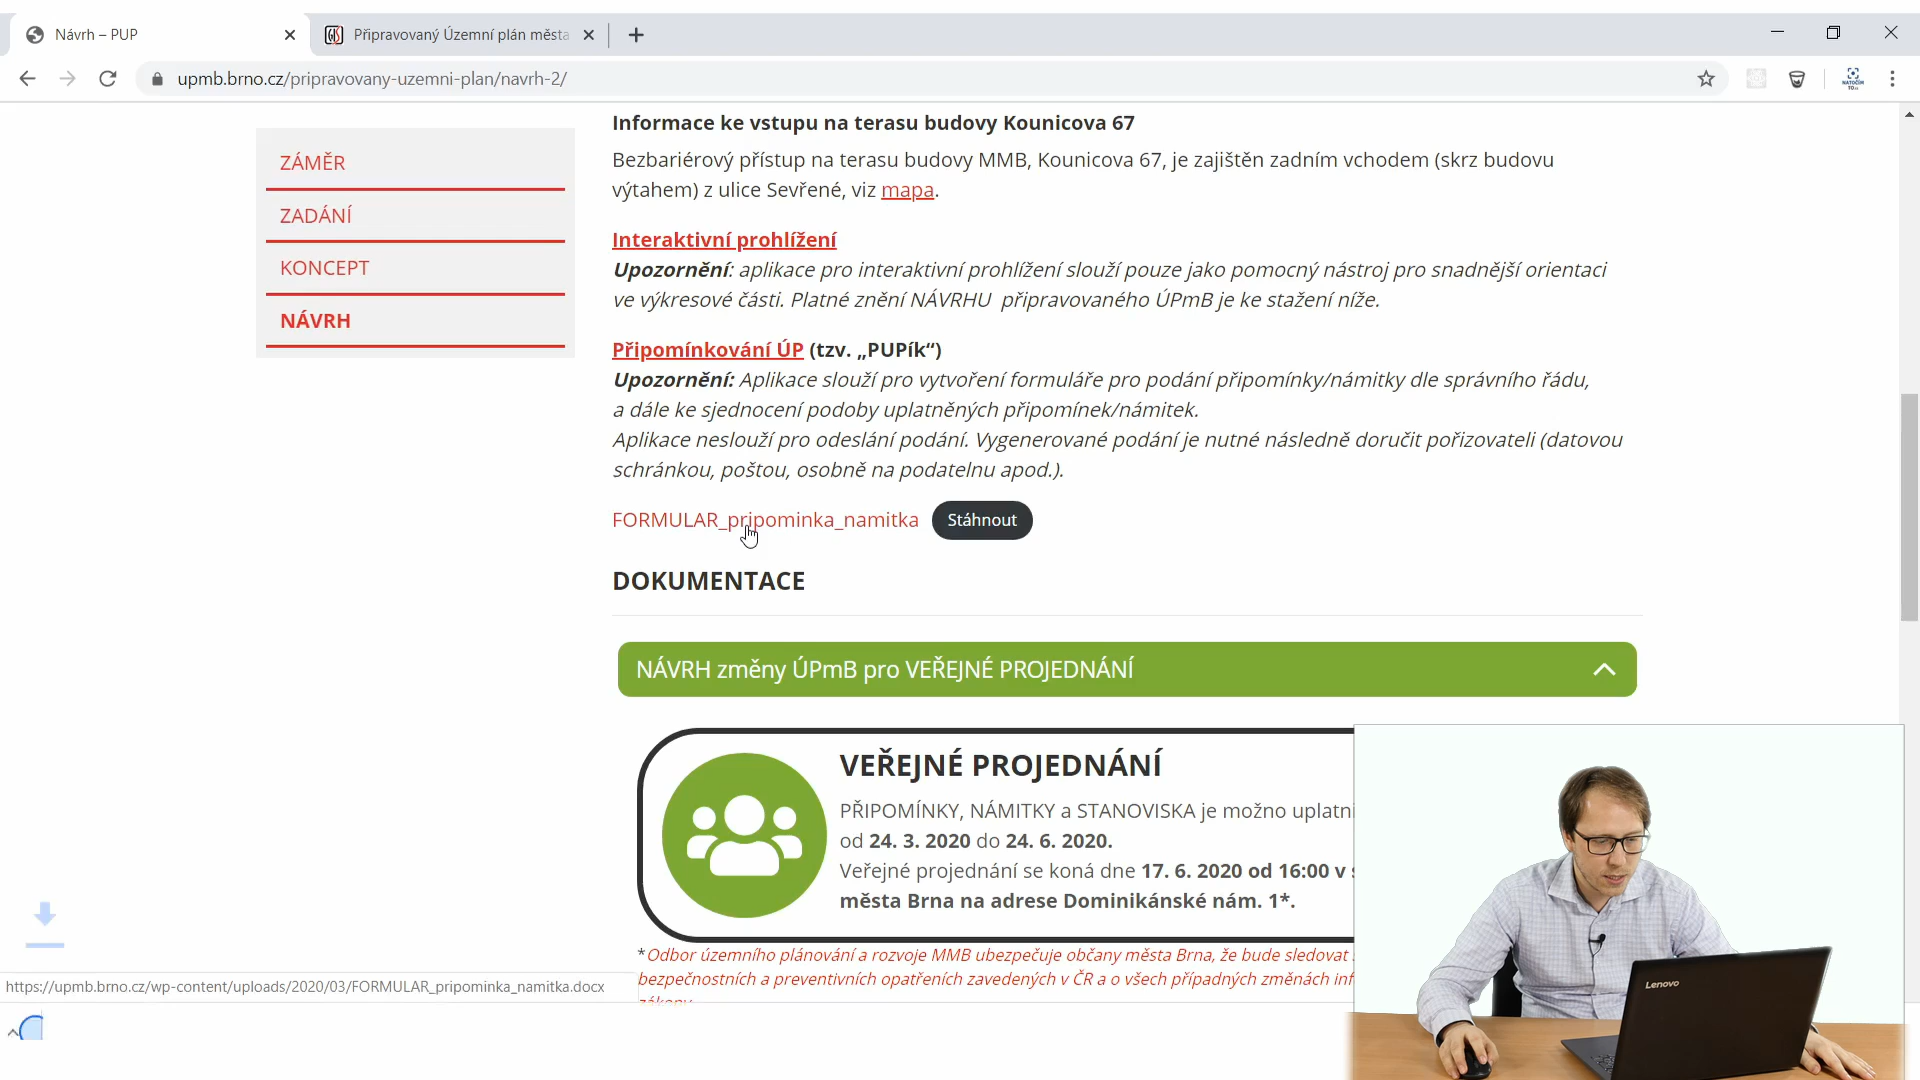 Návrh – PUP
Připravovaný Územní plán města
upmb.brno.cz/pripravovany-uzemni-plan/navrh-2/
NATOČÍM
TO.cz
ZÁMĚR
ZADÁNÍ
KONCEPT
NÁVRH
Informace ke vstupu na terasu budovy Kounicova 67
Bezbariérový přístup na terasu budovy MMB, Kounicova 67, je zajištěn zadním vchodem (skrz budovu
výtahem) z ulice Sevřené, viz mapa.
Interaktivní prohlížení
Upozornění: aplikace pro interaktivní prohlížení slouží pouze jako pomocný nástroj pro snadnější orientaci
ve výkresové části. Platné znění NÁVRHU připravovaného ÚPmB je ke stažení níže.
Připomínkování ÚP (tzv. „PUPík“)
Upozornění: Aplikace slouží pro vytvoření formuláře pro podání připomínky/námitky dle správního řádu,
a dále ke sjednocení podoby uplatněných připomínek/námitek.
Aplikace neslouží pro odeslání podání. Vygenerované podání je nutné následně doručit pořizovateli (datovou
schránkou, poštou, osobně na podatelnu apod.).
FORMULAR_pripominka_namitka Stáhnout
DOKUMENTACE
NÁVRH změny ÚPmB pro VEŘEJNÉ PROJEDNÁNÍ
VEŘEJNÉ PROJEDNÁNÍ
PŘIPOMÍNKY, NÁMITKY a STANOVISKA je možno uplatni
od 24. 3. 2020 do 24. 6. 2020.
Veřejné projednání se koná dne 17. 6. 2020 od 16:00 v
města Brna na adrese Dominikánské nám. 1*.
*Odbor územního plánování a rozvoje MMB ubezpečuje občany města Brna, že bude sledovat
bezpečnostních a preventivních opatřeních zavedených v ČR a o všech případných změnách inf
https://upmb.brno.cz/wp-content/uploads/2020/03/FORMULAR_pripominka_namitka.docx
Lenovo